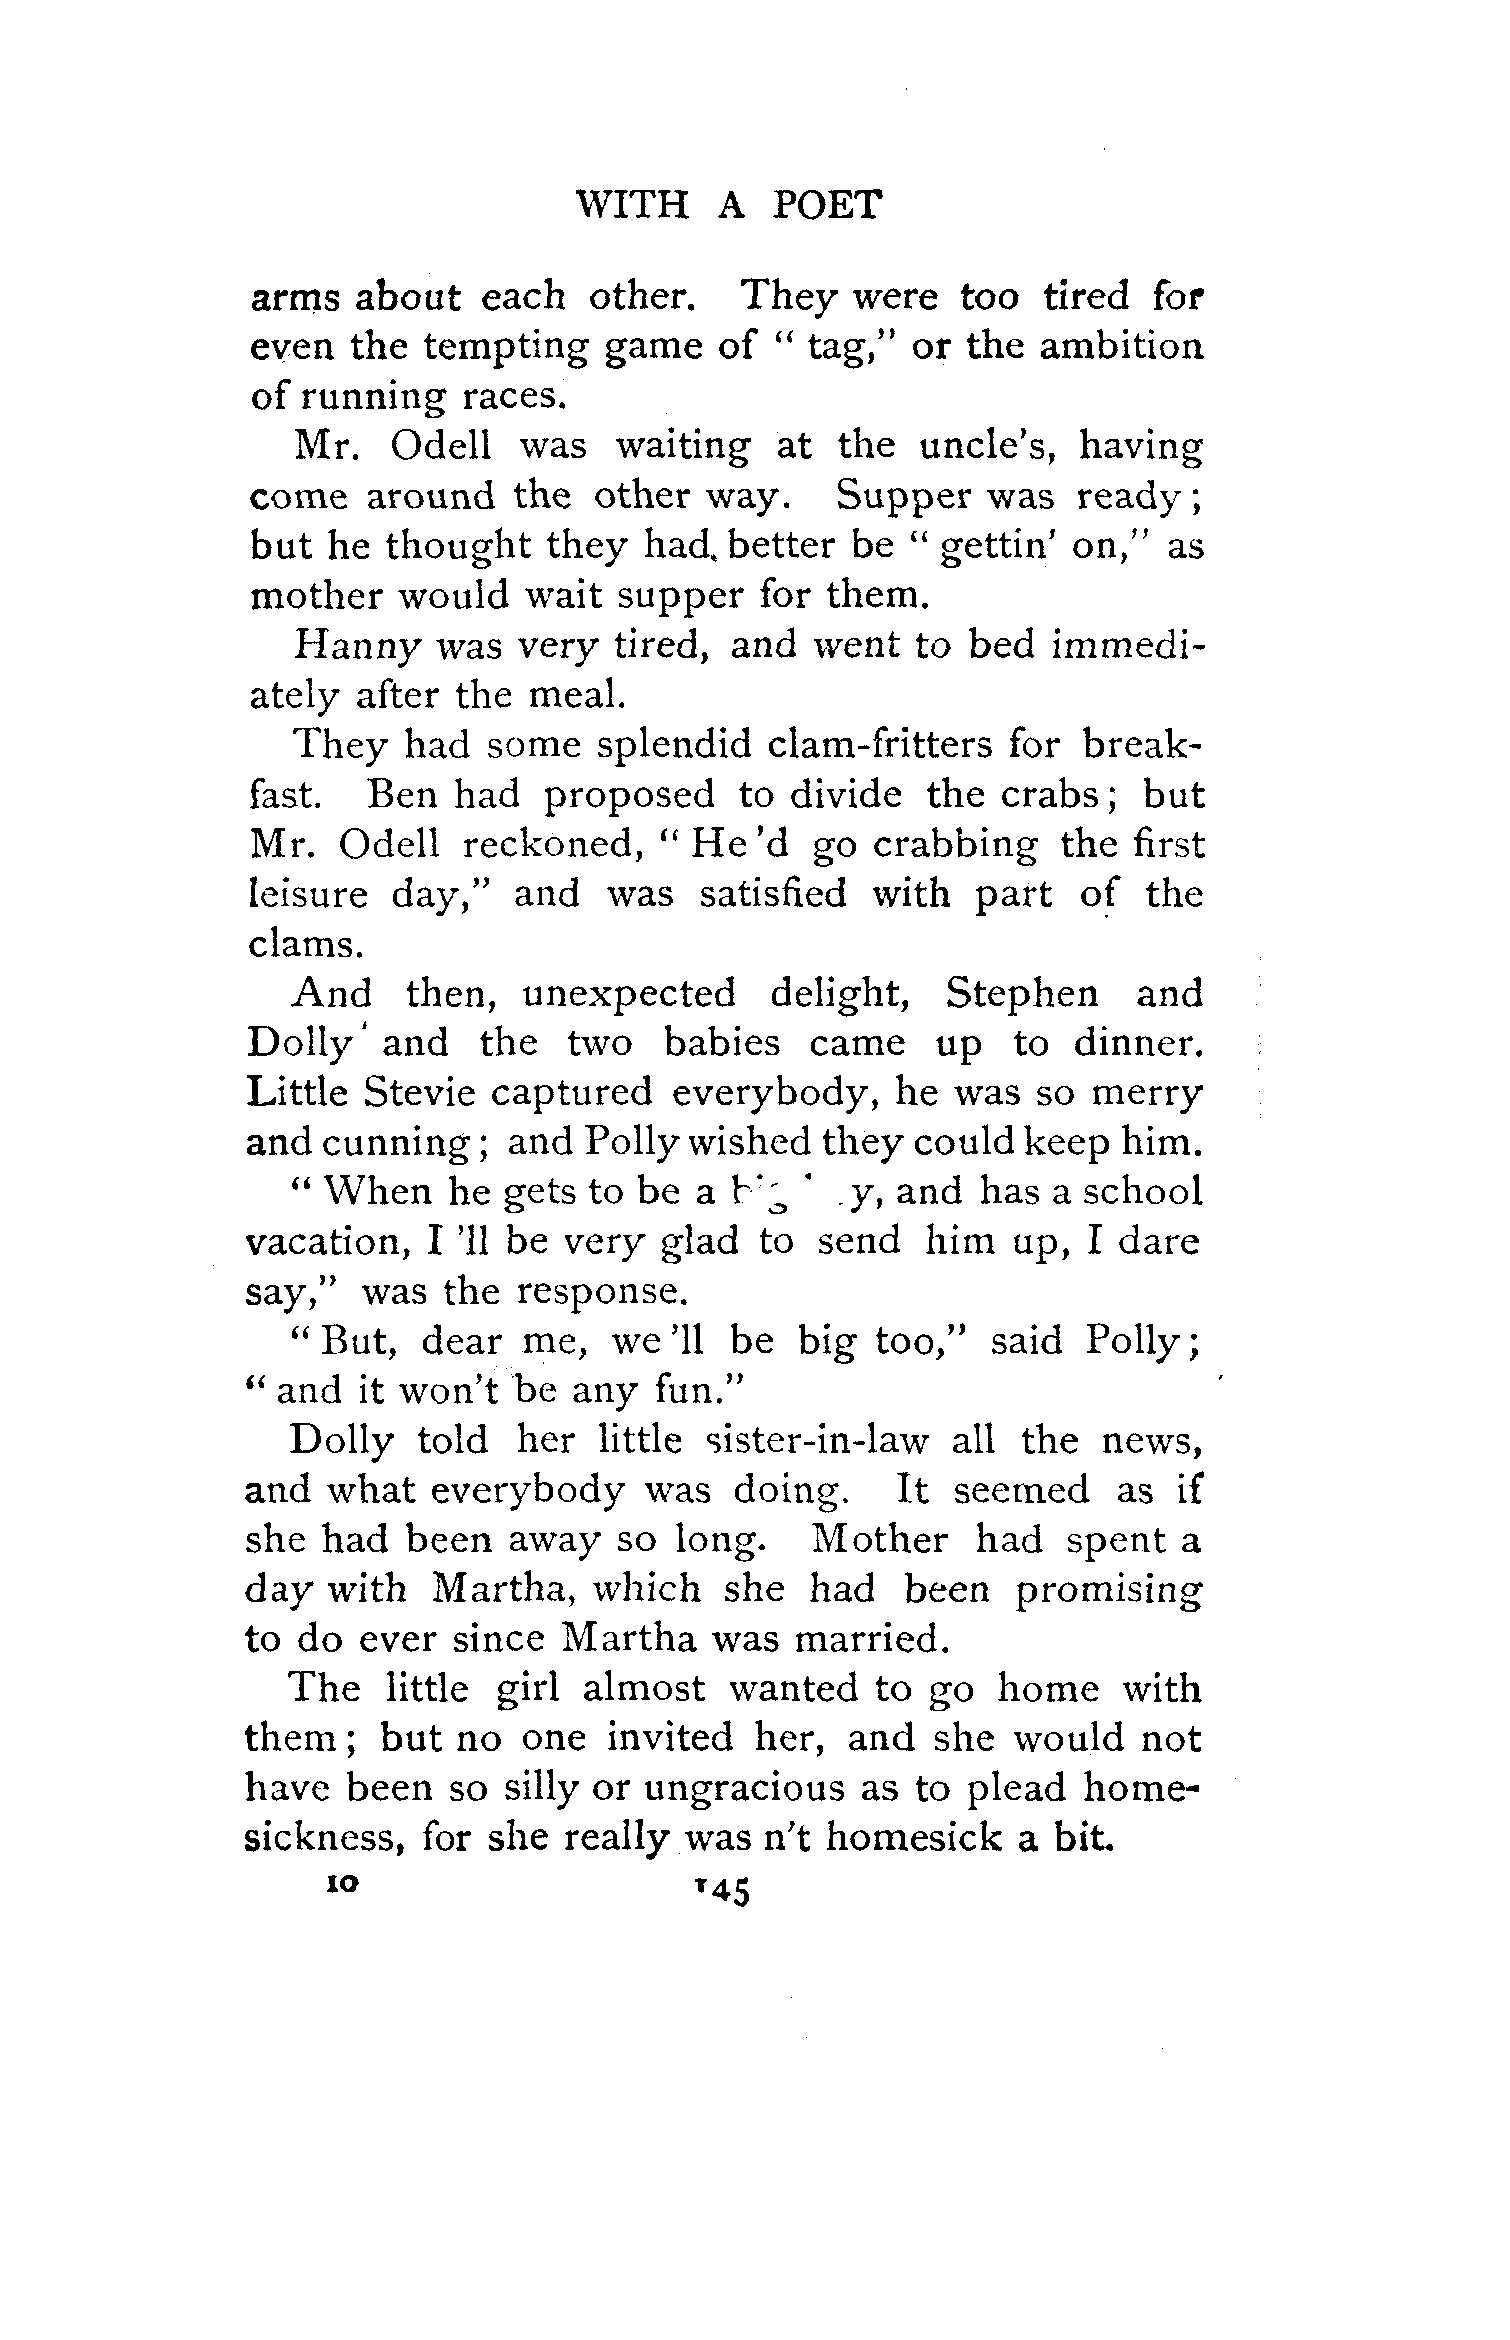 WITH A POET
arms about each other. They were too tired for
even the tempting game of " tag," or the ambition
of running races.
Mr. Odell was waiting at the uncle's, having
come around the other way. Supper was ready ;
but he thought they had better be " gettin' on," as
mother would wait supper for them.
Hanny was very tired, and went to bed immedi-
ately after the meal.
They had some splendid clam-fritters for break-
fast. Ben had proposed to divide the crabs ; but
Mr. Odell reckoned, " He 'd go crabbing the first
leisure day," and was satisfied with part of the
clams.
And then, unexpected delight, Stephen and
Dolly and the two babies came up to dinner.
Little Stevie captured everybody, he was so merry
and cunning ; and Polly wished they could keep him.
" When he gets to be a and has a school
vacation, I 'll be very glad to send him up, I dare
say," was the response.
" But, dear me, we 'll be big too," said Polly ;
" and it won't be any fun."
Dolly told her little sister-in-law all the news,
and what everybody was doing. It seemed as if
she had been away so long. Mother had spent a
day with Martha, which she had been promising
to do ever since Martha was married.
The little girl almost wanted to go home with
them ; but no one invited her, and she would not
have been so silly or ungracious as to plead home-
sickness, for she really was n't homesick a bit.
10 145